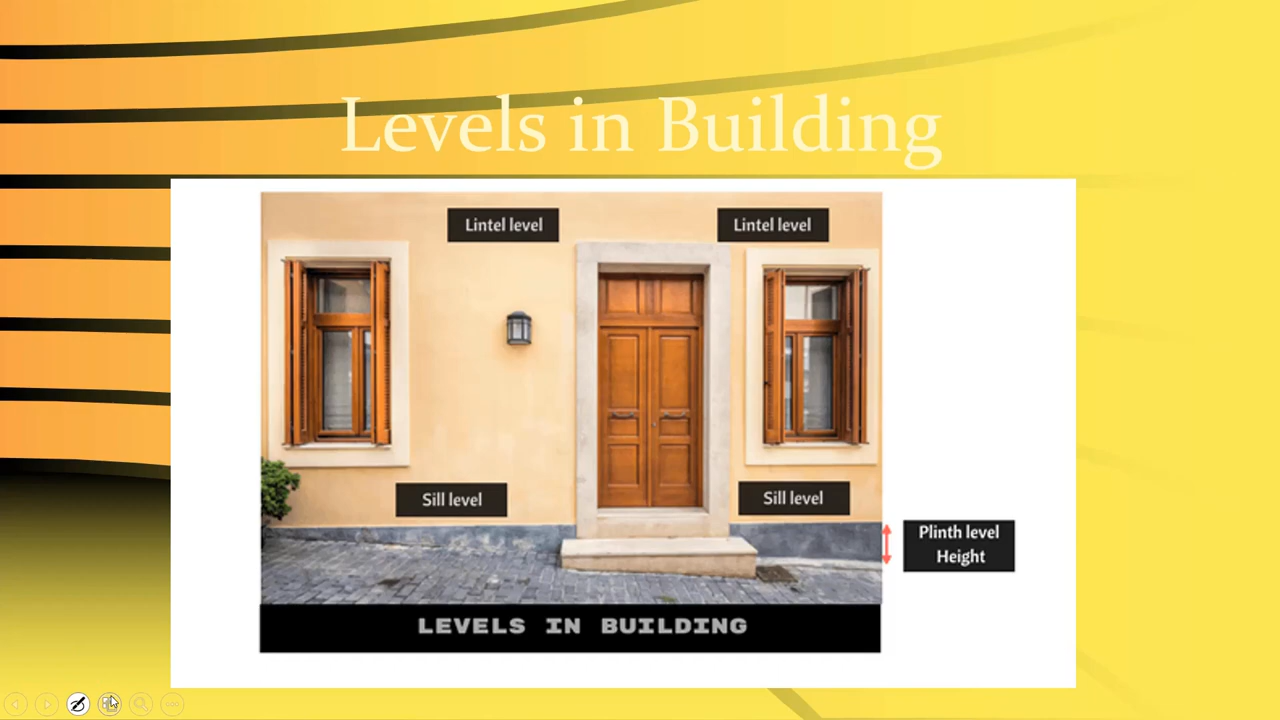 Levels in Building
Lintel level
Lintel level
Sill level
Sill level
Plinth level
Height
LEVELS IN BUILDING